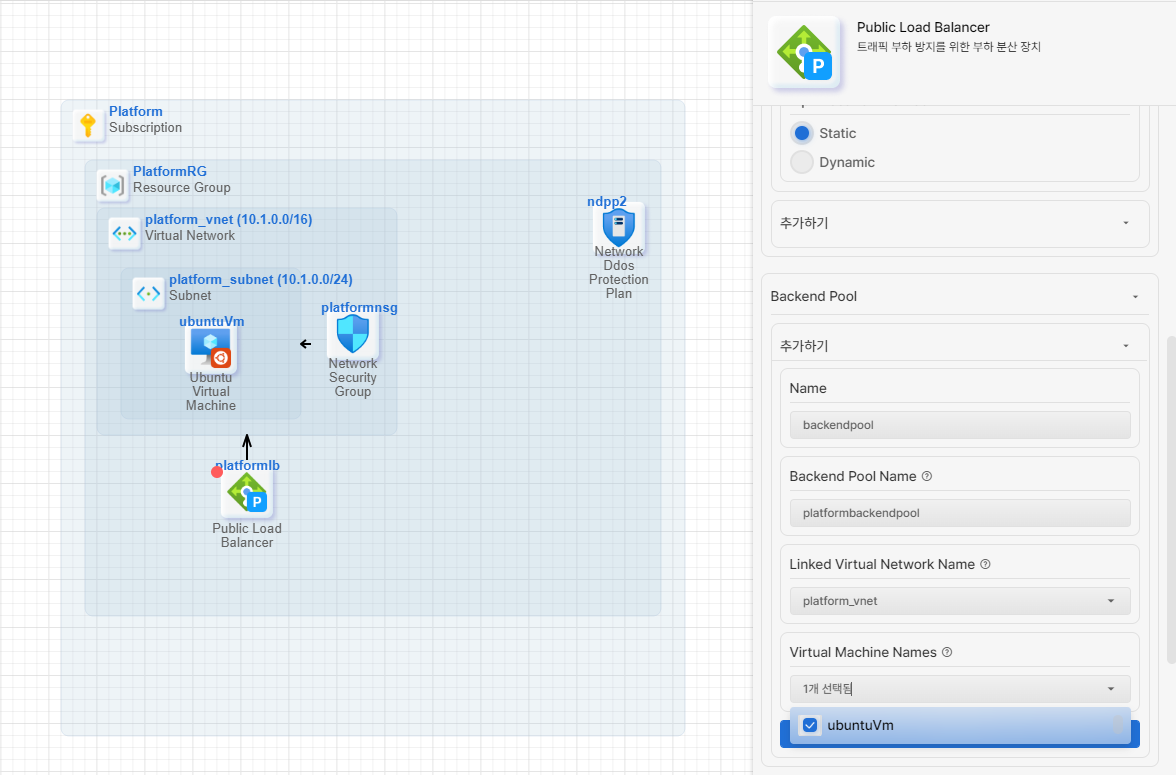 Platform
Subscription
PlatformRG
Resource Group
platform_vnet (10.1.0.0/16)
Virtual Network
platform_subnet (10.1.0.0/24)
Subnet
ubuntuVm
Ubuntu
Virtual
Machine
platformnsg
Network
Security
Group
ndpp2
Network
Ddos
Protection
Plan
platformlb
P
Public Load
Balancer
P
Public Load Balancer
트래픽 부하 방지를 위한 부하 분산 장치
Static
Dynamic
추가하기
Backend Pool
추가하기
Name
backendpool
Backend Pool Name ?
platformbackendpool
Linked Virtual Network Name ?
platform_vnet
Virtual Machine Names ?
1개 선택됨
ubuntuVm